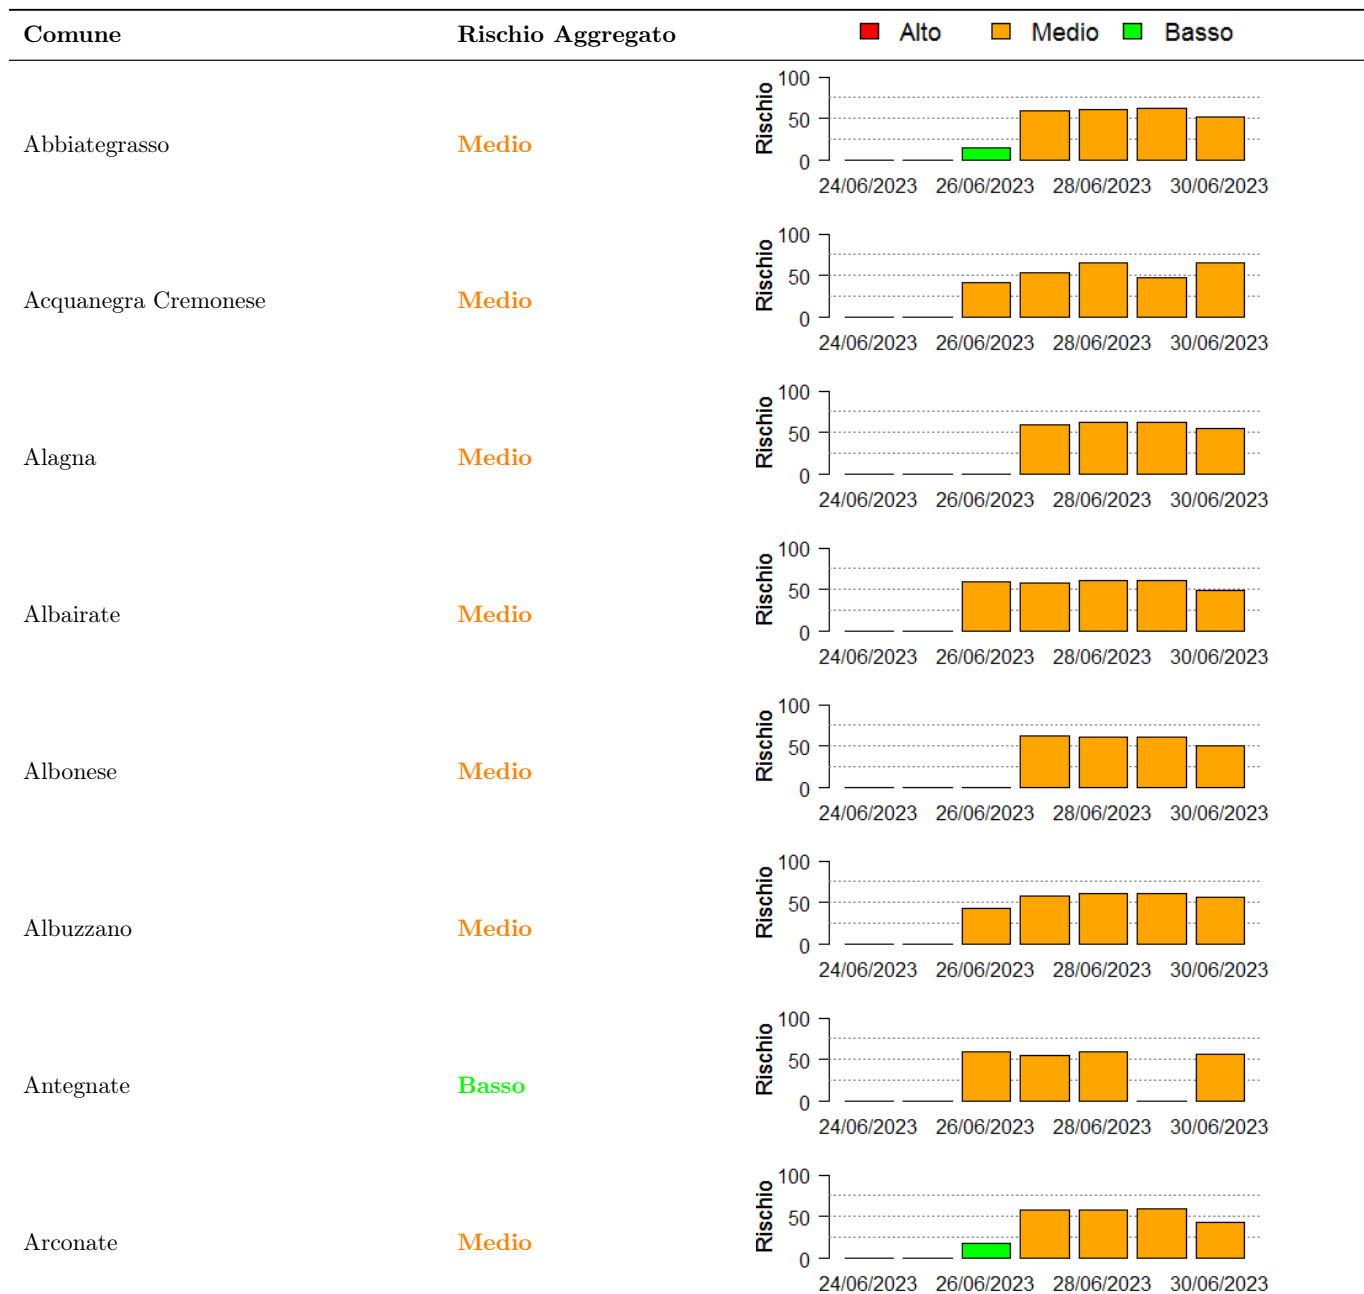 Comune Rischio Aggregato Alto Medio Basso
100
50
0
Rischio
Abbiategrasso Medio
24/06/2023 26/06/2023 28/06/2023 30/06/2023
100
50
0
Rischio
Acquanegra Cremonese Medio
24/06/2023 26/06/2023 28/06/2023 30/06/2023
100
50
0
Rischio
Alagna Medio
24/06/2023 26/06/2023 28/06/2023 30/06/2023
100
50
0
Rischio
Albairate Medio
24/06/2023 26/06/2023 28/06/2023 30/06/2023
100
50
0
Rischio
Albonese Medio
24/06/2023 26/06/2023 28/06/2023 30/06/2023
100
50
0
Rischio
Albuzzano Medio
24/06/2023 26/06/2023 28/06/2023 30/06/2023
100
50
0
Rischio
Antegnate Basso
24/06/2023 26/06/2023 28/06/2023 30/06/2023
100
50
0
Rischio
Arconate Medio
24/06/2023 26/06/2023 28/06/2023 30/06/2023